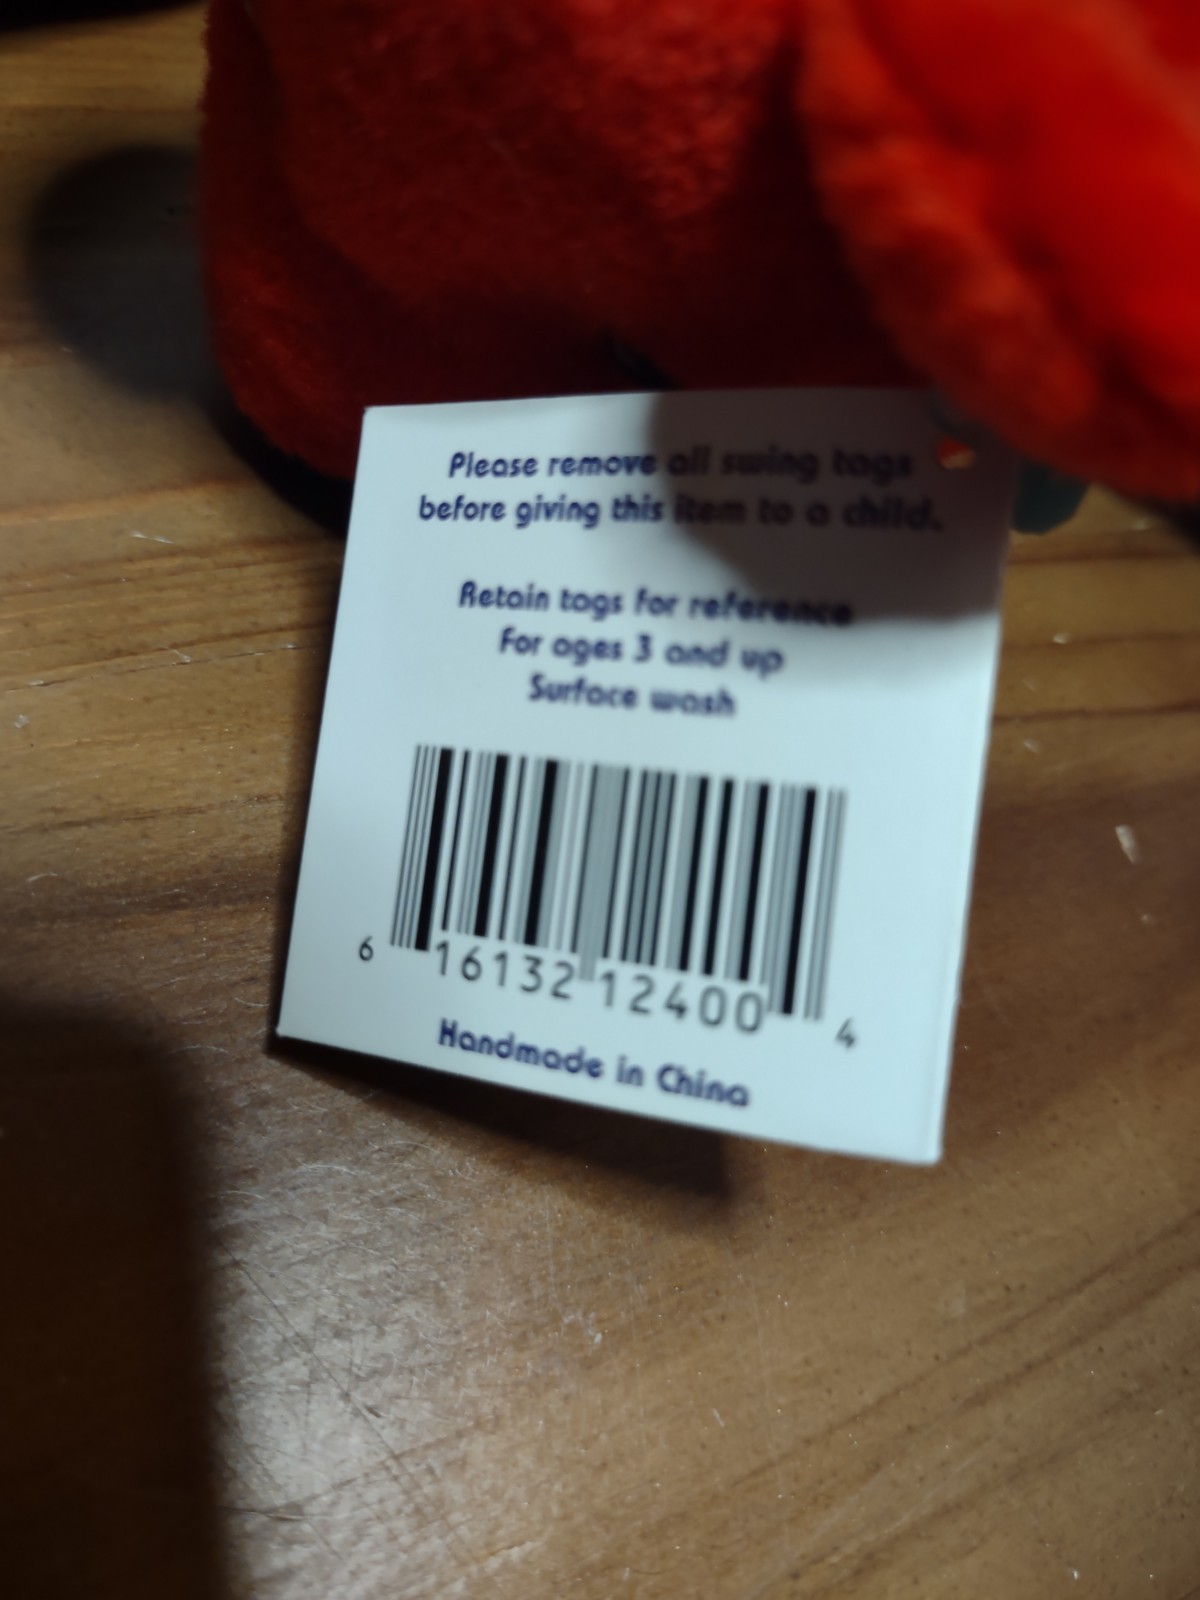 Please remove all swing tags
before giving this item to a child.
Retain tags for reference
For ages 3 and up
Surface wash
6 16132 12400 4
Handmade in China